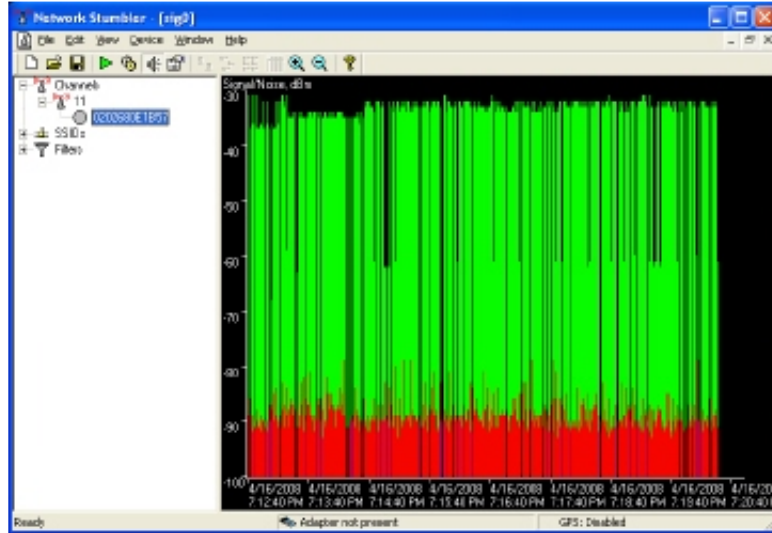 Network Stumbler - [sig0]
File Edit View Device Window Help
Channels
11
0202680E1B57
SSIDs
Filters
Signal/Noise, dBm
-30
-40
-50
-60
-70
-80
-90
-100
4/16/2008 4/16/2008 4/16/2008 4/16/2008 4/16/2008 4/16/2008 4/16/2008 4/16/2008
7:12:40 PM 7:13:40 PM 7:14:40 PM 7:15:40 PM 7:16:40 PM 7:17:40 PM 7:18:40 PM 7:19:40 PM 7:20:40
Ready Adapter not present GPS: Disabled